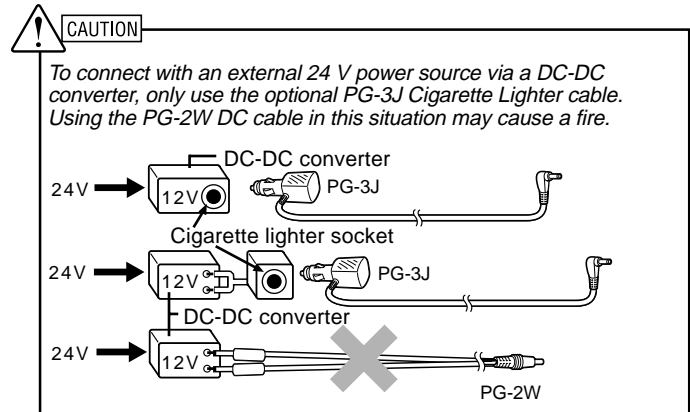 CAUTION
To connect with an external 24 V power source via a DC-DC
converter, only use the optional PG-3J Cigarette Lighter cable.
Using the PG-2W DC cable in this situation may cause a fire.
DC-DC converter
24V
12V
PG-3J
Cigarette lighter socket
24V
12V
PG-3J
DC-DC converter
24V
12V
PG-2W